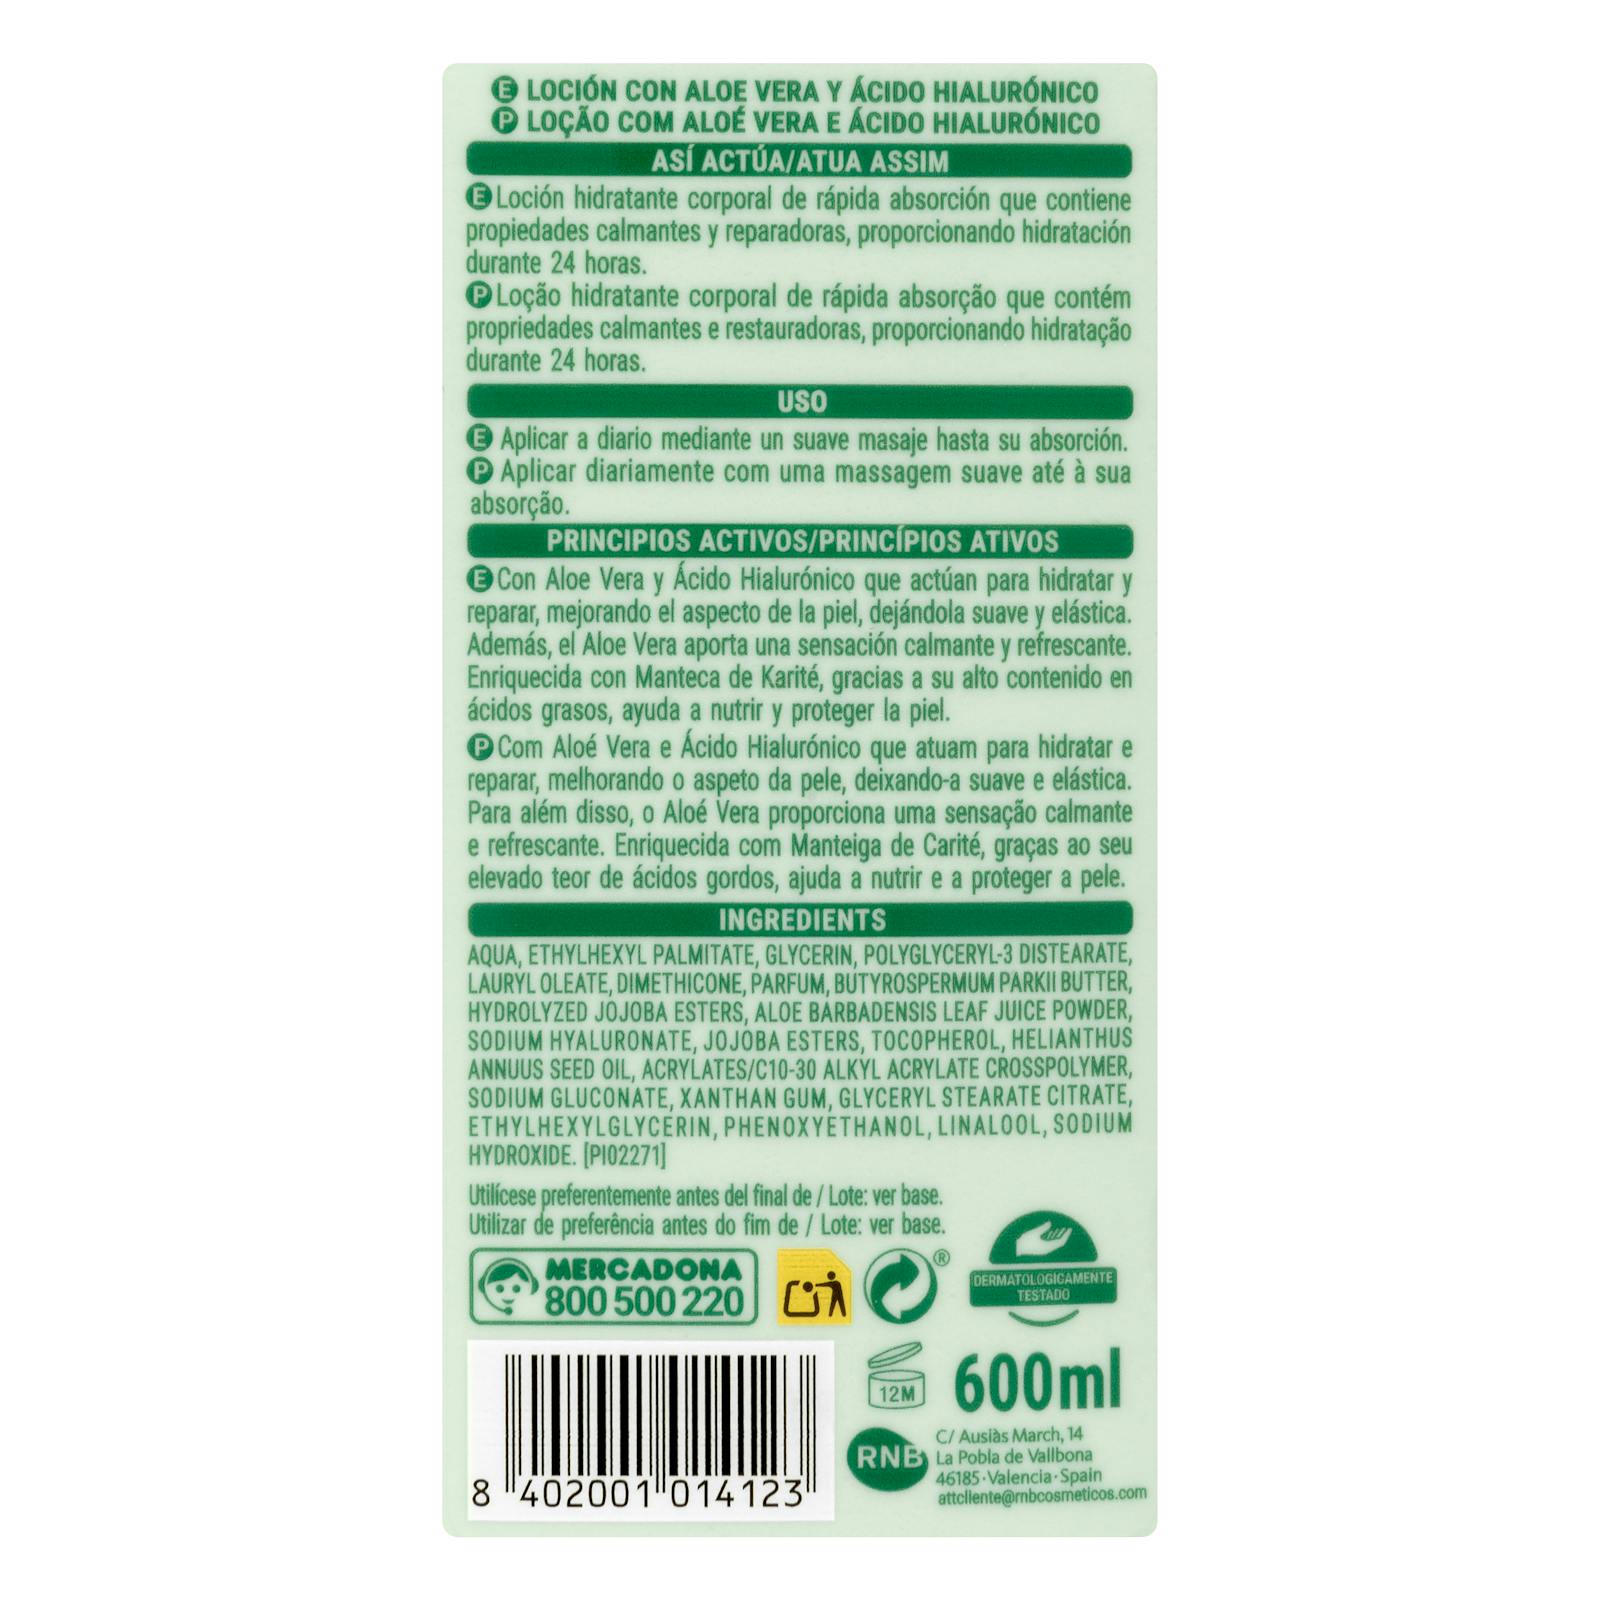 E LOCIÓN CON ALOE VERA Y ÁCIDO HIALURÓNICO
P LOÇÃO COM ALOÉ VERA E ÁCIDO HIALURÓNICO
ASÍ ACTÚA/ATUA ASSIM
E Loción hidratante corporal de rápida absorción que contiene
propiedades calmantes y reparadoras, proporcionando hidratación
durante 24 horas.
P Loção hidratante corporal de rápida absorção que contém
propriedades calmantes e restauradoras, proporcionando hidratação
durante 24 horas.
USO
E Aplicar a diario mediante un suave masaje hasta su absorción.
P Aplicar diariamente com uma massagem suave até à sua
absorção.
PRINCIPIOS ACTIVOS/PRINCÍPIOS ATIVOS
E Con Aloe Vera y Ácido Hialurónico que actúan para hidratar y
reparar, mejorando el aspecto de la piel, dejándola suave y elástica.
Además, el Aloe Vera aporta una sensación calmante y refrescante.
Enriquecida con Manteca de Karité, gracias a su alto contenido en
ácidos grasos, ayuda a nutrir y proteger la piel.
P Com Aloé Vera e Ácido Hialurónico que atuam para hidratar e
reparar, melhorando o aspeto da pele, deixando-a suave e elástica.
Para além disso, o Aloé Vera proporciona uma sensação calmante
e refrescante. Enriquecida com Manteiga de Carité, graças ao seu
elevado teor de ácidos gordos, ajuda a nutrir e a proteger a pele.
INGREDIENTS
AQUA, ETHYLHEXYL PALMITATE, GLYCERIN, POLYGLYCERYL-3 DISTEARATE,
LAURYL OLEATE, DIMETHICONE, PARFUM, BUTYROSPERMUM PARKII BUTTER,
HYDROLYZED JOJOBA ESTERS, ALOE BARBADENSIS LEAF JUICE POWDER,
SODIUM HYALURONATE, JOJOBA ESTERS, TOCOPHEROL, HELIANTHUS
ANNUUS SEED OIL, ACRYLATES/C10-30 ALKYL ACRYLATE CROSSPOLYMER,
SODIUM GLUCONATE, XANTHAN GUM, GLYCERYL STEARATE CITRATE,
ETHYLHEXYLGLYCERIN, PHENOXYETHANOL, LINALOOL, SODIUM
HYDROXIDE. [PI02271]
Utilícese preferentemente antes del final de / Lote: ver base.
Utilizar de preferência antes do fim de / Lote: ver base.
MERCADONA
800 500 220
®
DERMATOLOGICAMENTE
TESTADO
12M
600ml
RNB
C/ Ausiàs March, 14
La Pobla de Vallbona
46185·Valencia·Spain
attcliente@rnbcosmeticos.com
8 402001 014123